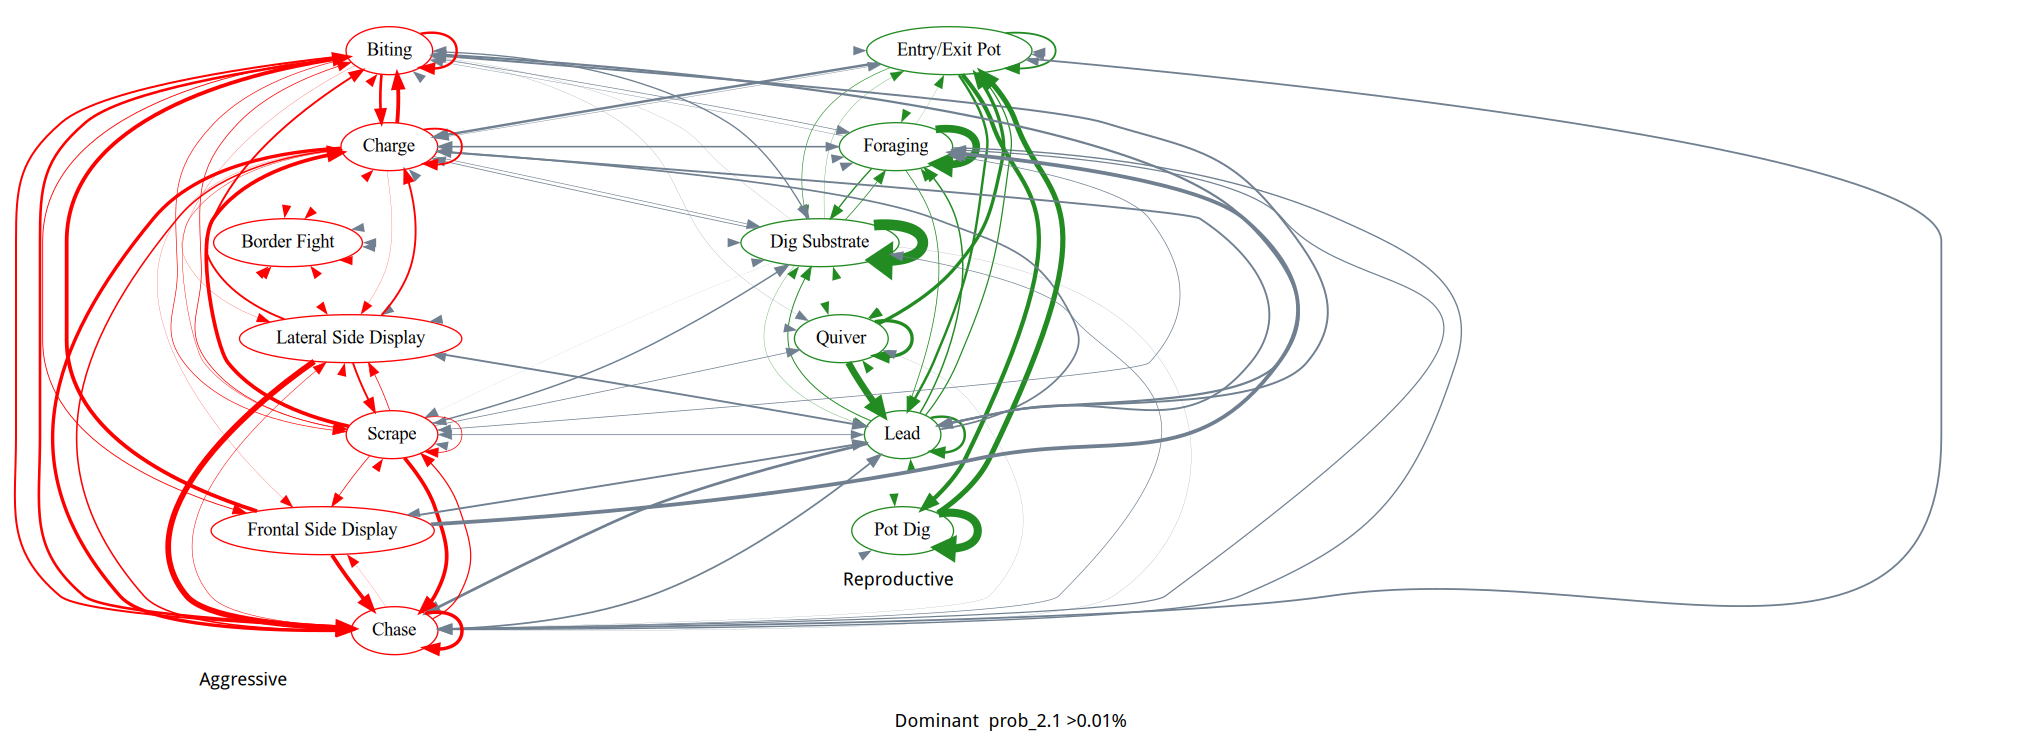 Biting
Entry/Exit Pot
Charge
Foraging
Border Fight
Dig Substrate
Lateral Side Display
Quiver
Scrape
Lead
Frontal Side Display
Pot Dig
Reproductive
Chase
Aggressive
Dominant  prob_2.1 >0.01%